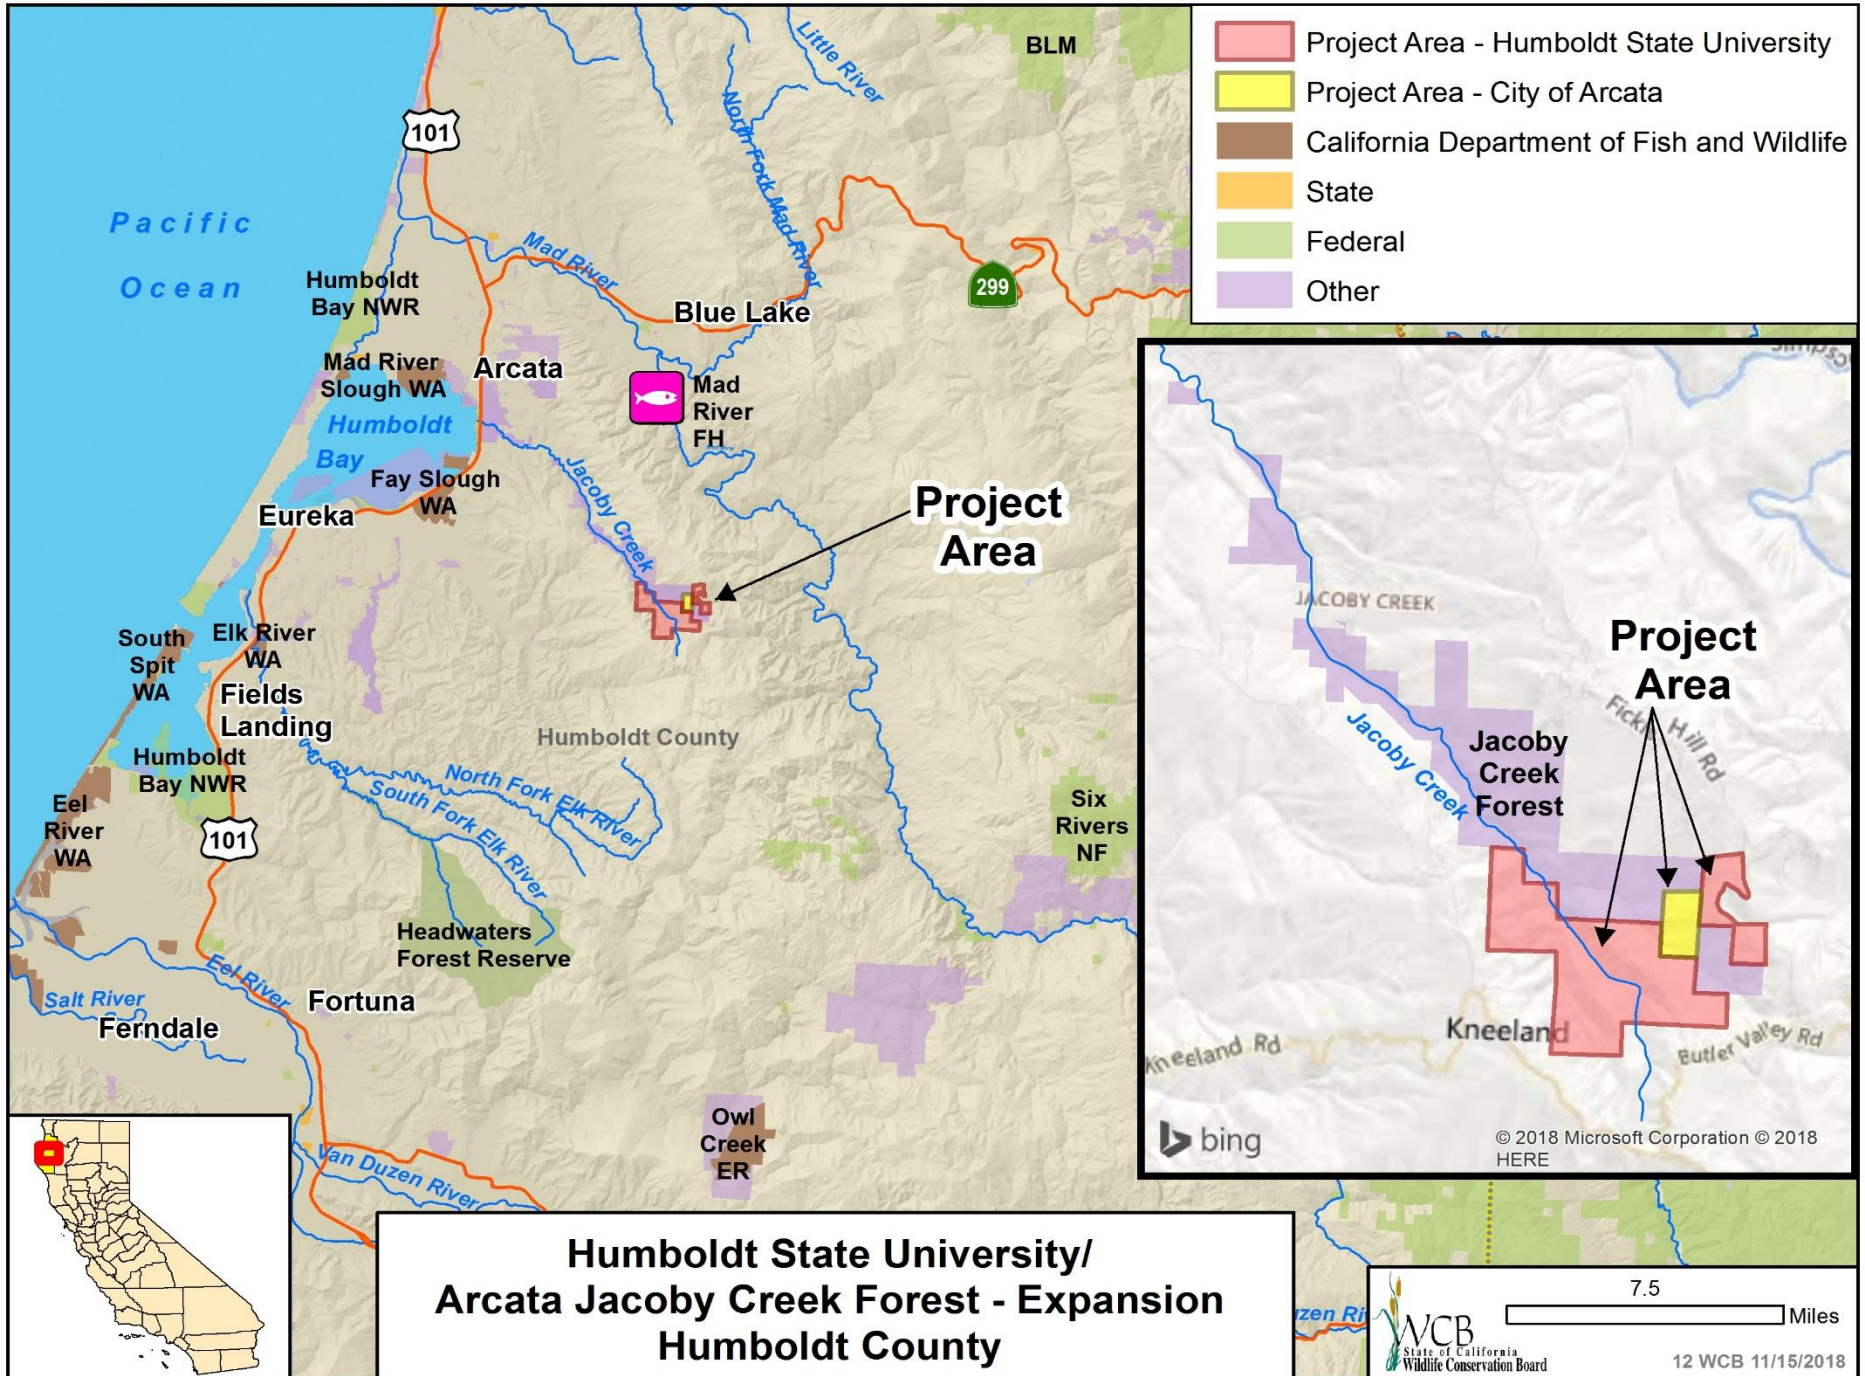 Little River
BLM
North Fork Mad River
101
Pacific
Ocean
Mad River
Humboldt
Bay NWR
Blue Lake
299
Mad River
Slough WA
Arcata
Mad
River
FH
Humboldt
Bay
Fay Slough
WA
Jacoby Creek
Eureka
Project
Area
South
Spit
WA
Elk River
WA
Fields
Landing
Humboldt County
Humboldt
Bay NWR
North Fork Elk River
South Fork Elk River
Eel
River
WA
101
Six
Rivers
NF
Headwaters
Forest Reserve
Eel River
Salt River
Fortuna
Ferndale
Owl
Creek
ER
Van Duzen River
Project Area - Humboldt State University
Project Area - City of Arcata
California Department of Fish and Wildlife
State
Federal
Other
JACOBY CREEK
Project
Area
Fickle Hill Rd
Jacoby Creek
Jacoby
Creek
Forest
Kneeland
Kneeland Rd
Butler Valley Rd
bing
© 2018 Microsoft Corporation © 2018
HERE
Humboldt State University/
Arcata Jacoby Creek Forest - Expansion
Humboldt County
uzen Ri
7.5
Miles
WCB
State of California
Wildlife Conservation Board
12 WCB 11/15/2018